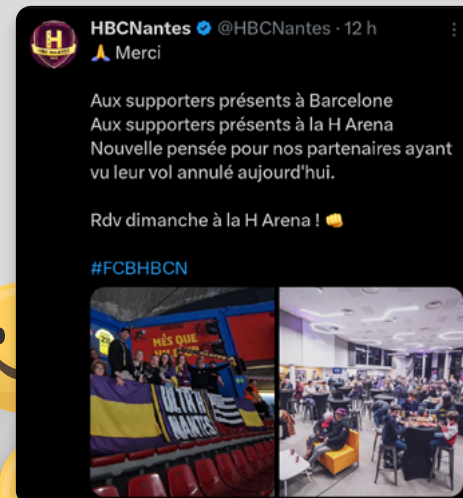 HBCNantes @HBCNantes · 12 h
🙏 Merci
Aux supporters présents à Barcelone
Aux supporters présents à la H Arena
Nouvelle pensée pour nos partenaires ayant
vu leur vol annulé aujourd'hui.
Rdv dimanche à la H Arena ! 👊
#FCBHBCN
MÉS QUE
NANTES